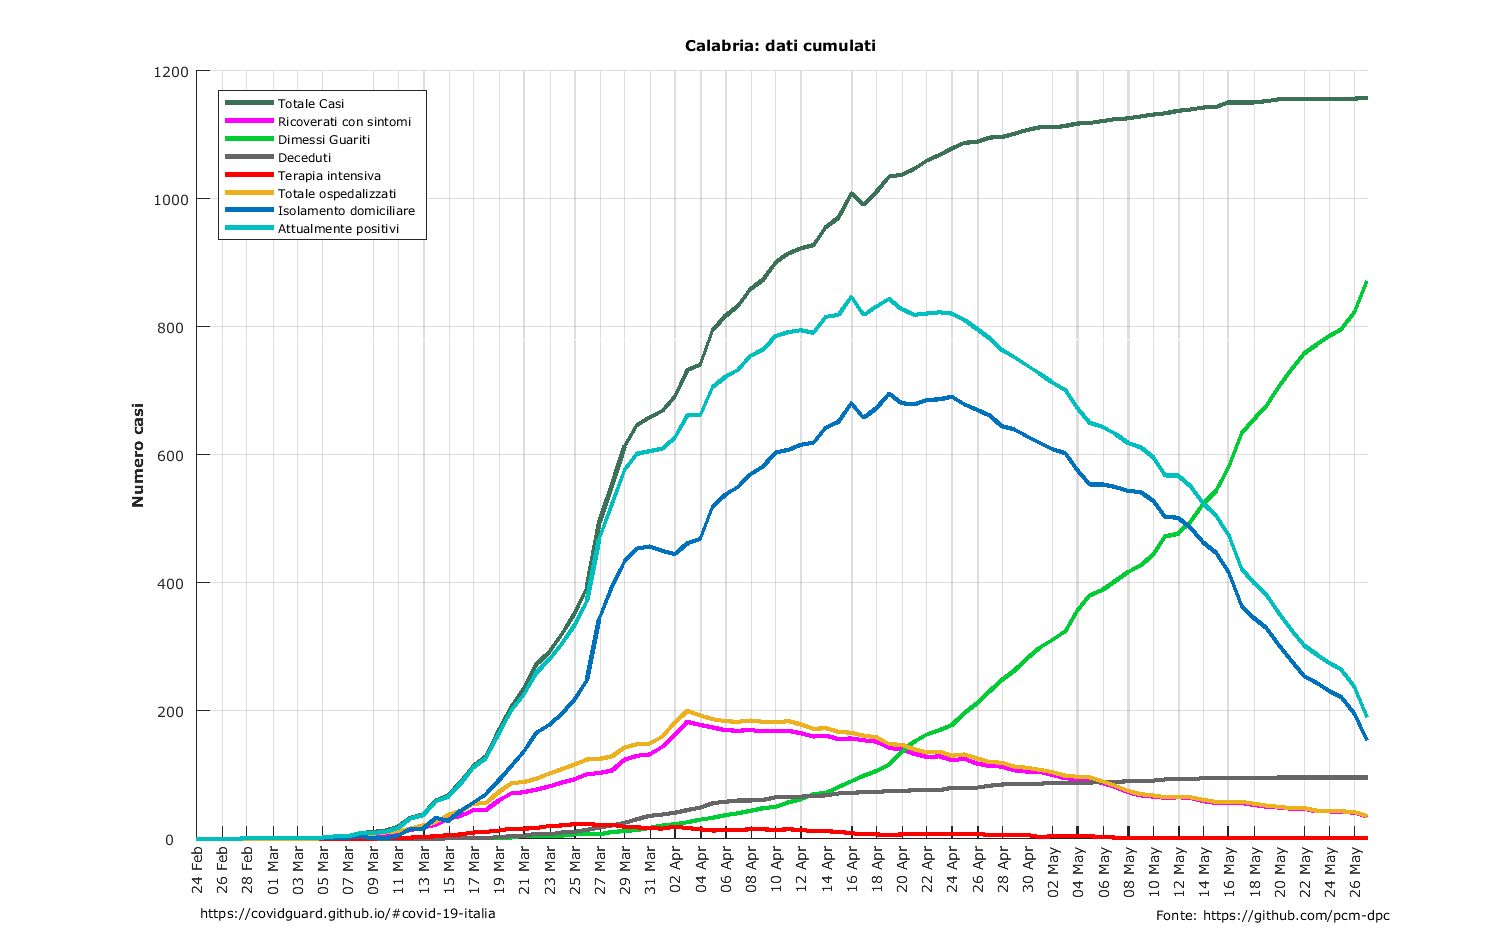 Calabria: dati cumulati
Numero casi
1200
1000
800
600
400
200
0
Totale Casi
Ricoverati con sintomi
Dimessi Guariti
Deceduti
Terapia intensiva
Totale ospedalizzati
Isolamento domiciliare
Attualmente positivi
24 Feb
26 Feb
28 Feb
01 Mar
03 Mar
05 Mar
07 Mar
09 Mar
11 Mar
13 Mar
15 Mar
17 Mar
19 Mar
21 Mar
23 Mar
25 Mar
27 Mar
29 Mar
31 Mar
02 Apr
04 Apr
06 Apr
08 Apr
10 Apr
12 Apr
14 Apr
16 Apr
18 Apr
20 Apr
22 Apr
24 Apr
26 Apr
28 Apr
30 Apr
02 May
04 May
06 May
08 May
10 May
12 May
14 May
16 May
18 May
20 May
22 May
24 May
26 May
https://covidguard.github.io/#covid-19-italia
Fonte: https://github.com/pcm-dpc